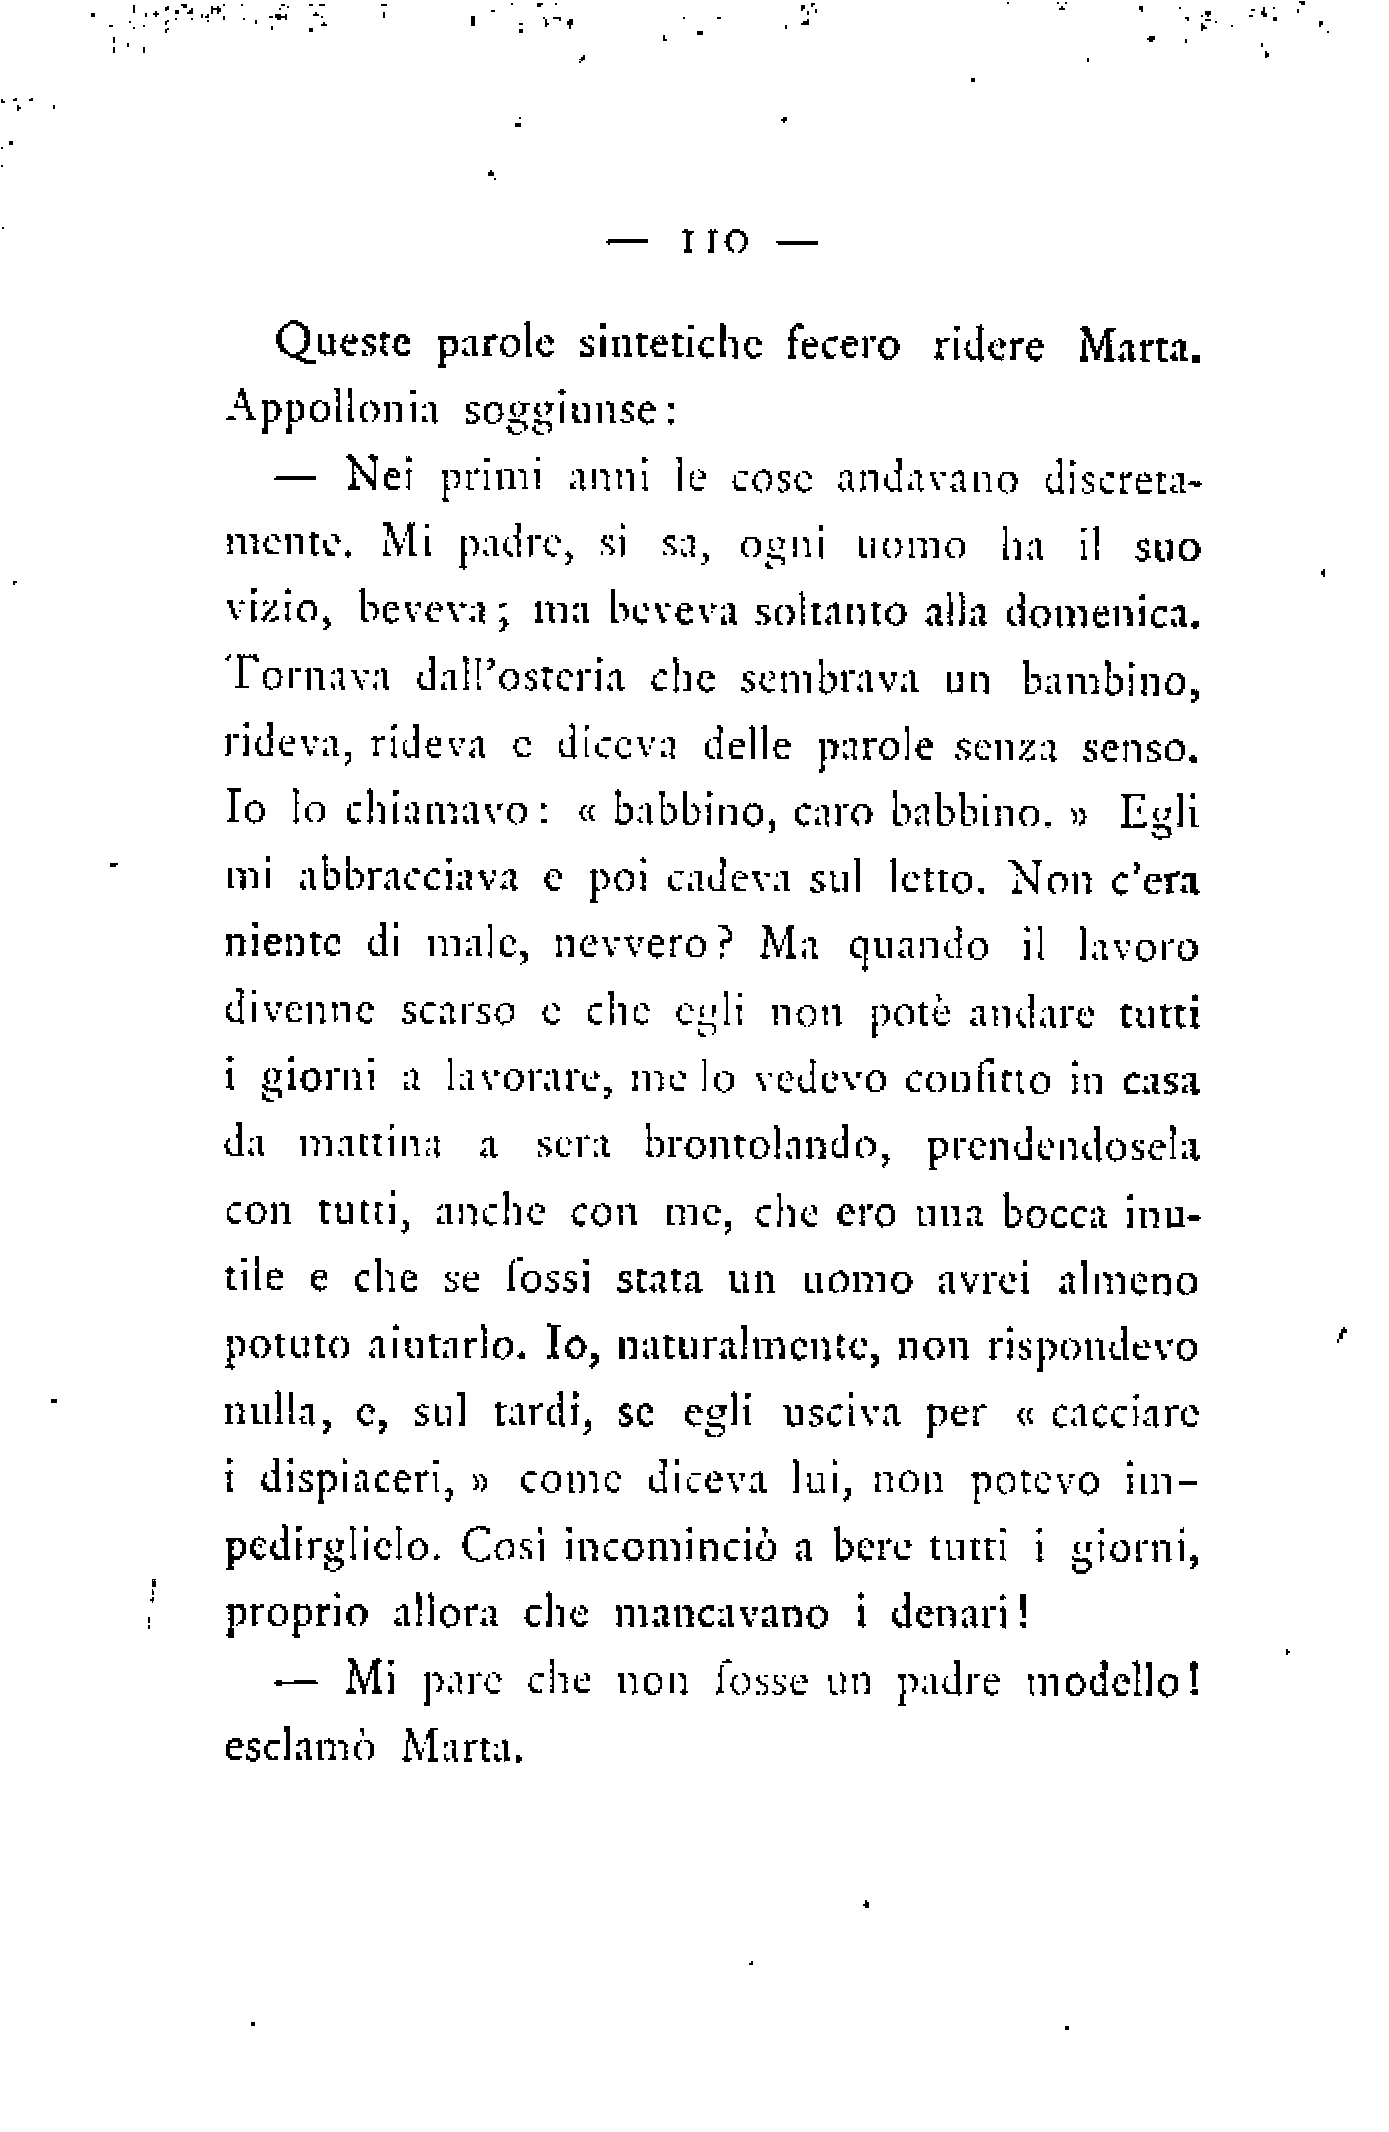 — 110 —
Queste parole sintetiche fecero ridere Marta.
Appollonia soggiunse:
— Nei primi anni le cose andavano discreta-
mente. Mi padre, si sa, ogni uomo ha il suo
vizio, beveva; ma beveva soltanto alla domenica.
Tornava dall'osteria che sembrava un bambino,
rideva, rideva e diceva delle parole senza senso.
Io lo chiamavo: « babbino, caro babbino. » Egli
mi abbracciava e poi cadeva sul letto. Non c'era
niente di male, nevvero? Ma quando il lavoro
divenne scarso e che egli non potè andare tutti
i giorni a lavorare, me lo vedevo confitto in casa
da mattina a sera brontolando, prendendosela
con tutti, anche con me, che ero una bocca inu-
tile e che se fossi stata un uomo avrei almeno
potuto aiutarlo. Io, naturalmente, non rispondevo
nulla, e, sul tardi, se egli usciva per « cacciare
i dispiaceri, » come diceva lui, non potevo im-
pedirglielo. Così incominciò a bere tutti i giorni,
proprio allora che mancavano i denari!
— Mi pare che non fosse un padre modello!
esclamò Marta.